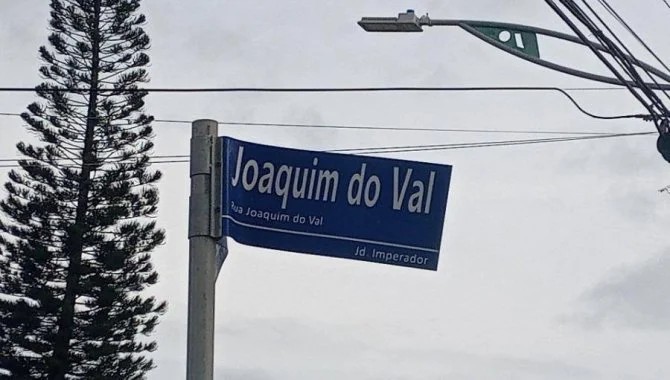 Joaquim do Val
Rua Joaquim do Val
Jd. Imperador